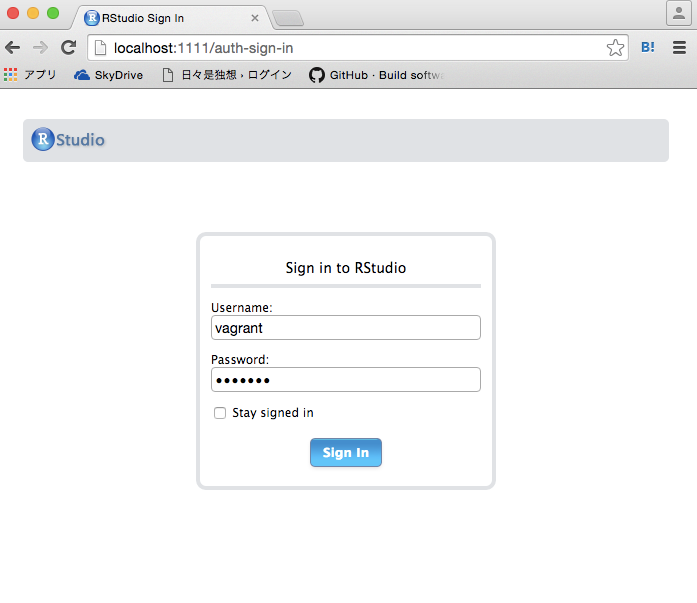 RStudio Sign In
localhost:1111/auth-sign-in
B!
アプリ SkyDrive 日々是独想 › ログイン GitHub · Build softw
R Studio
Sign in to RStudio
Username:
vagrant
Password:
•••••••
Stay signed in
Sign In